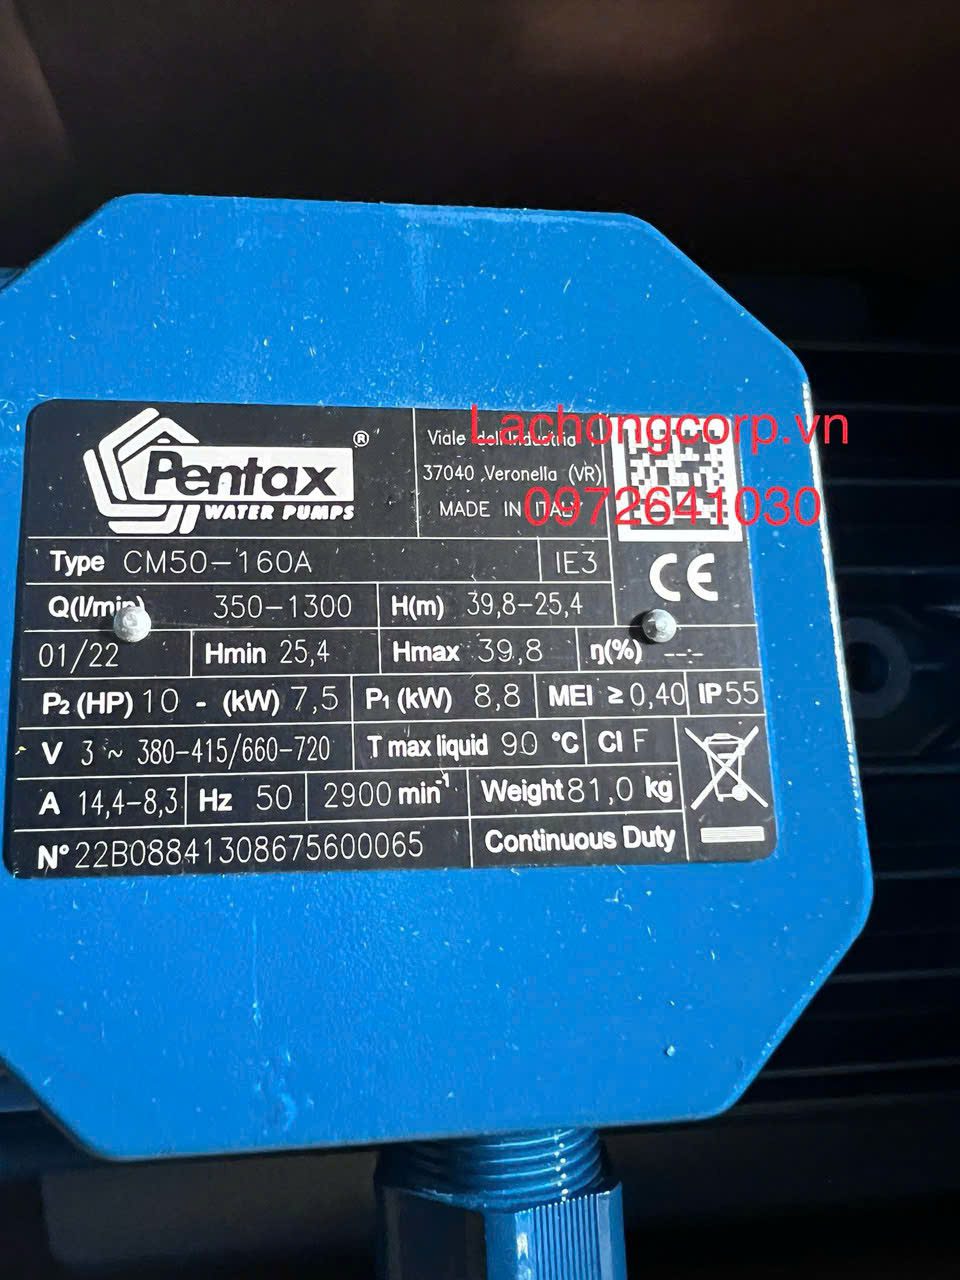 Pentax ®
WATER PUMPS
Viale dell'Industria
37040 ,Veronella (VR)
MADE IN ITALY
Lachongcorp.vn
0972641030
Type CM50-160A IE3
CE
Q(l/min) 350-1300 H(m) 39,8-25,4
01/22 Hmin 25,4 Hmax 39,8 η(%) --,-
P₂ (HP) 10 - (kW) 7,5 P₁ (kW) 8,8 MEI ≥ 0,40 IP 55
V 3 ~ 380-415/660-720 T max liquid 90 °C Cl F
A 14,4-8,3 Hz 50 2900 min⁻¹ Weight 81,0 kg
N° 22B08841308675600065 Continuous Duty